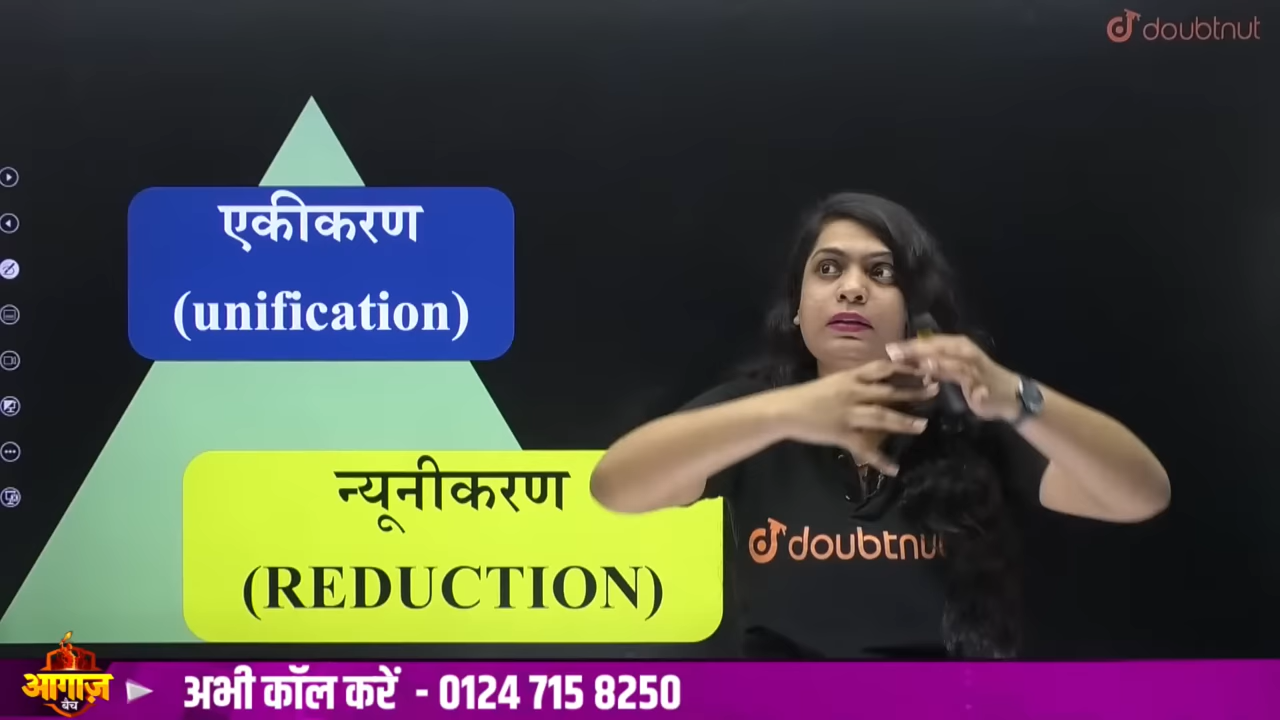 doubtnut
एकीकरण
(unification)
न्यूनीकरण
(REDUCTION)
doubtnut
आगाज़
बैच
अभी कॉल करें - 0124 715 8250